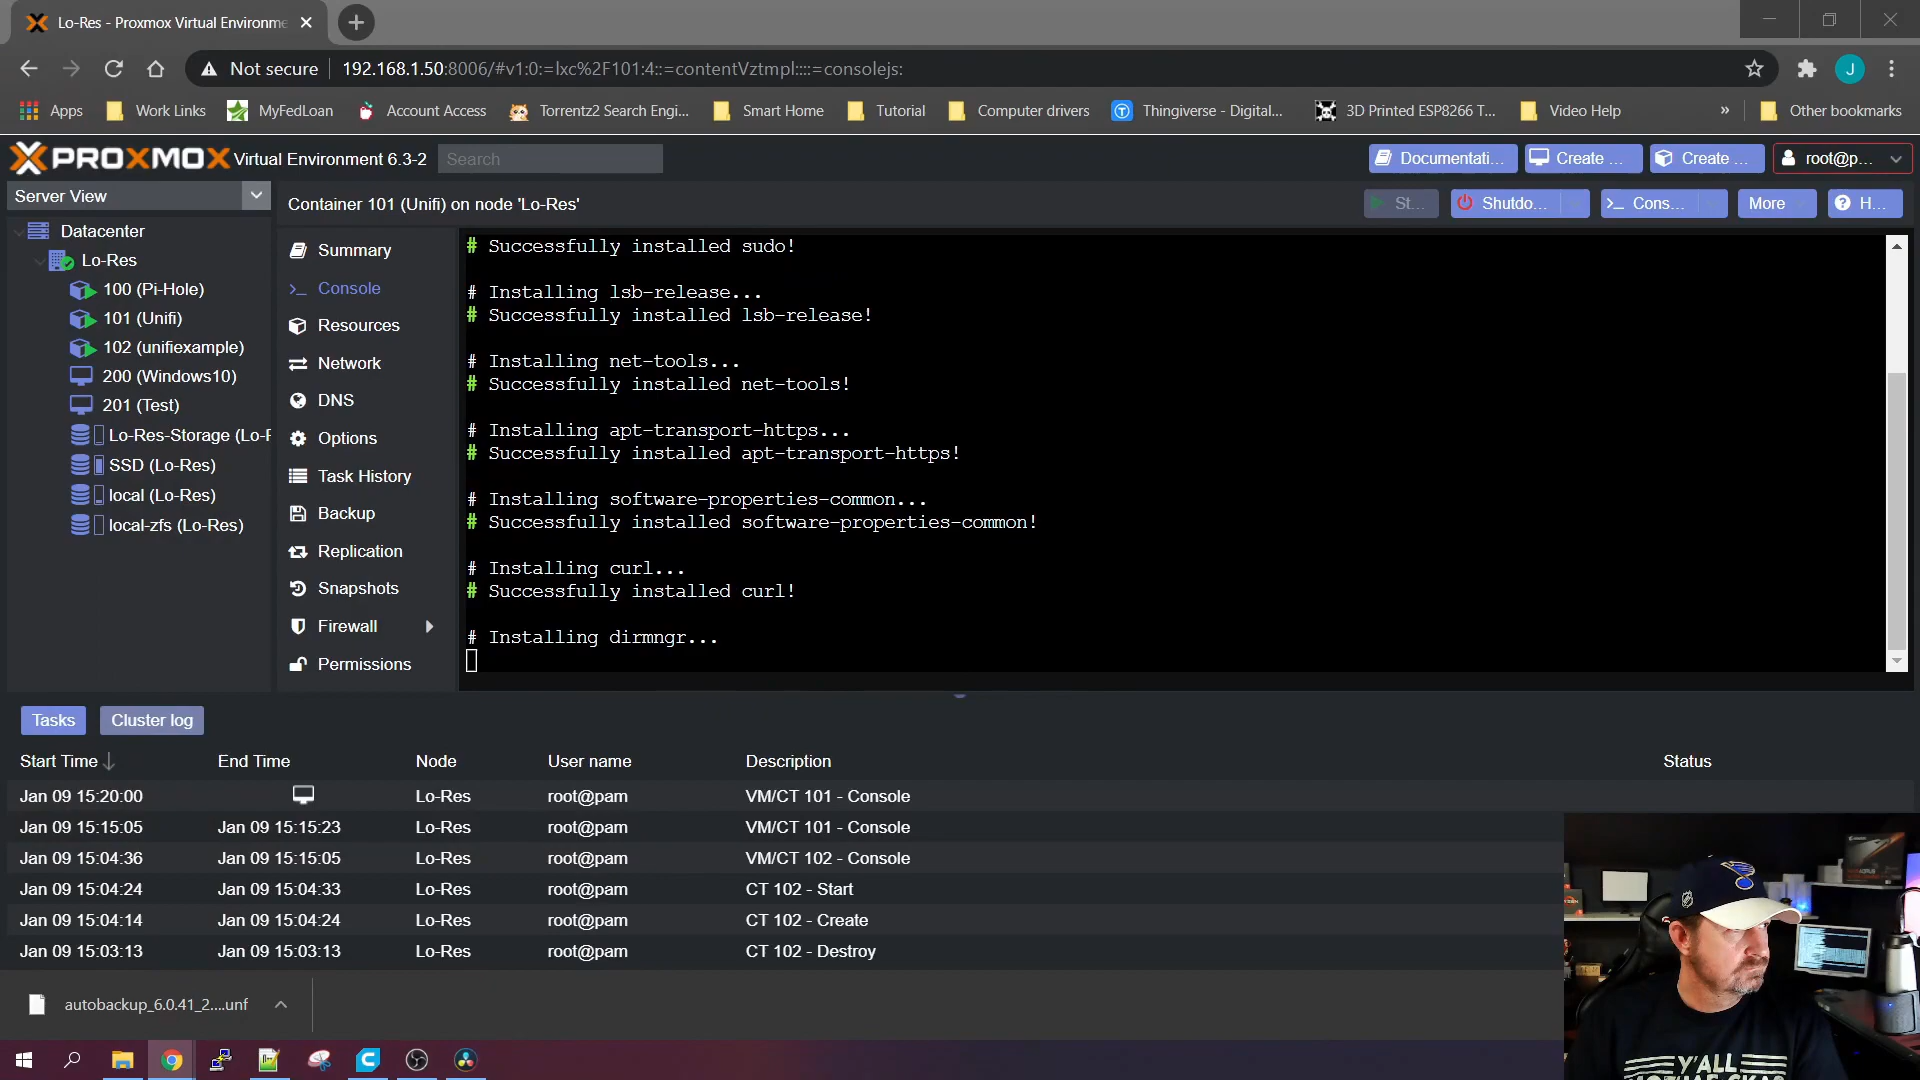 Lo-Res - Proxmox Virtual Environme
Not secure
192.168.1.50:8006/#v1:0:=lxc%2F101:4::=contentVztmpl::::=consolejs:
J
Apps
Work Links
MyFedLoan
Account Access
Torrentz2 Search Engi...
Smart Home
Tutorial
Computer drivers
Thingiverse - Digital...
3D Printed ESP8266 T...
Video Help
»
Other bookmarks
PROXMOX
Virtual Environment 6.3-2
Search
Documentati...
Create ...
Create ...
root@p...
Server View
Container 101 (Unifi) on node 'Lo-Res'
St...
Shutdo...
Cons...
More
H...
Datacenter
Lo-Res
100 (Pi-Hole)
101 (Unifi)
102 (unifiexample)
200 (Windows10)
201 (Test)
Lo-Res-Storage (Lo-R
SSD (Lo-Res)
local (Lo-Res)
local-zfs (Lo-Res)
Summary
Console
Resources
Network
DNS
Options
Task History
Backup
Replication
Snapshots
Firewall
Permissions
# Successfully installed sudo!
# Installing lsb-release...
# Successfully installed lsb-release!
# Installing net-tools...
# Successfully installed net-tools!
# Installing apt-transport-https...
# Successfully installed apt-transport-https!
# Installing software-properties-common...
# Successfully installed software-properties-common!
# Installing curl...
# Successfully installed curl!
# Installing dirmngr...
Tasks
Cluster log
Start Time
End Time
Node
User name
Description
Status
Jan 09 15:20:00
Lo-Res
root@pam
VM/CT 101 - Console
Jan 09 15:15:05
Jan 09 15:15:23
Lo-Res
root@pam
VM/CT 101 - Console
Jan 09 15:04:36
Jan 09 15:15:05
Lo-Res
root@pam
VM/CT 102 - Console
Jan 09 15:04:24
Jan 09 15:04:33
Lo-Res
root@pam
CT 102 - Start
Jan 09 15:04:14
Jan 09 15:04:24
Lo-Res
root@pam
CT 102 - Create
Jan 09 15:03:13
Jan 09 15:03:13
Lo-Res
root@pam
CT 102 - Destroy
autobackup_6.0.41_2....unf
Y'ALL